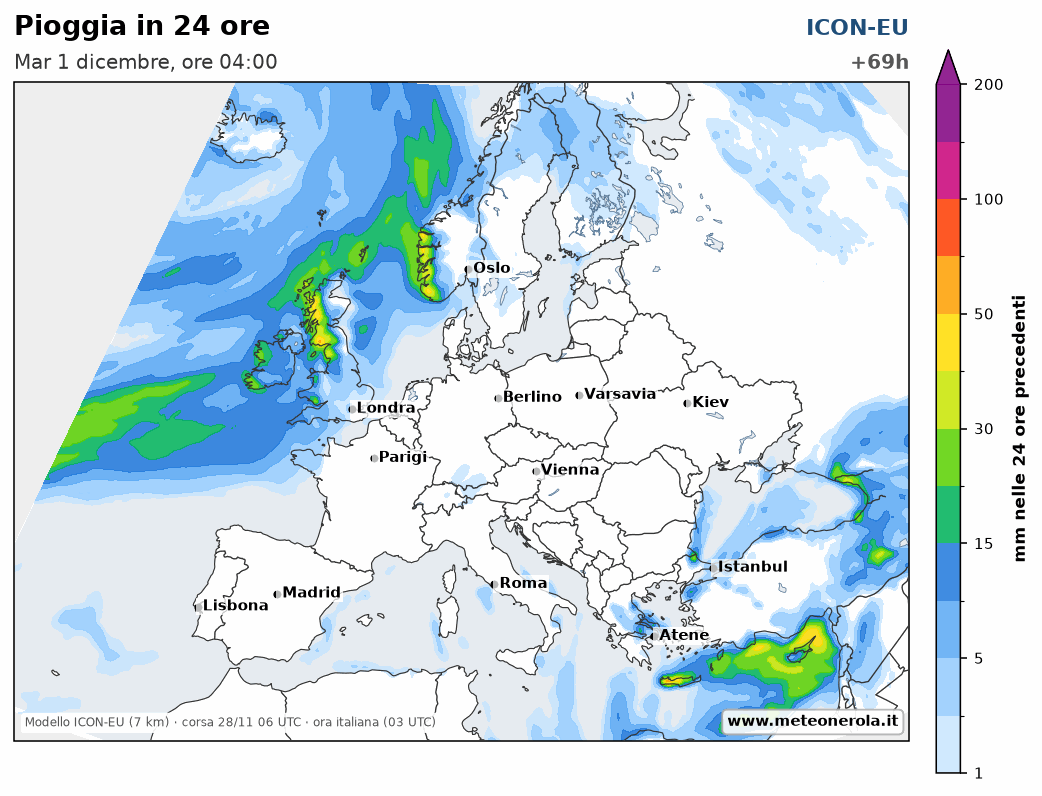 Pioggia in 24 ore
ICON-EU
Mar 1 dicembre, ore 04:00
+69h
200
100
50
30
15
5
1
mm nelle 24 ore precedenti
Oslo
Berlino
Varsavia
Kiev
Londra
Parigi
Vienna
Istanbul
Roma
Madrid
Lisbona
Atene
Modello ICON-EU (7 km) · corsa 28/11 06 UTC · ora italiana (03 UTC)
www.meteonerola.it